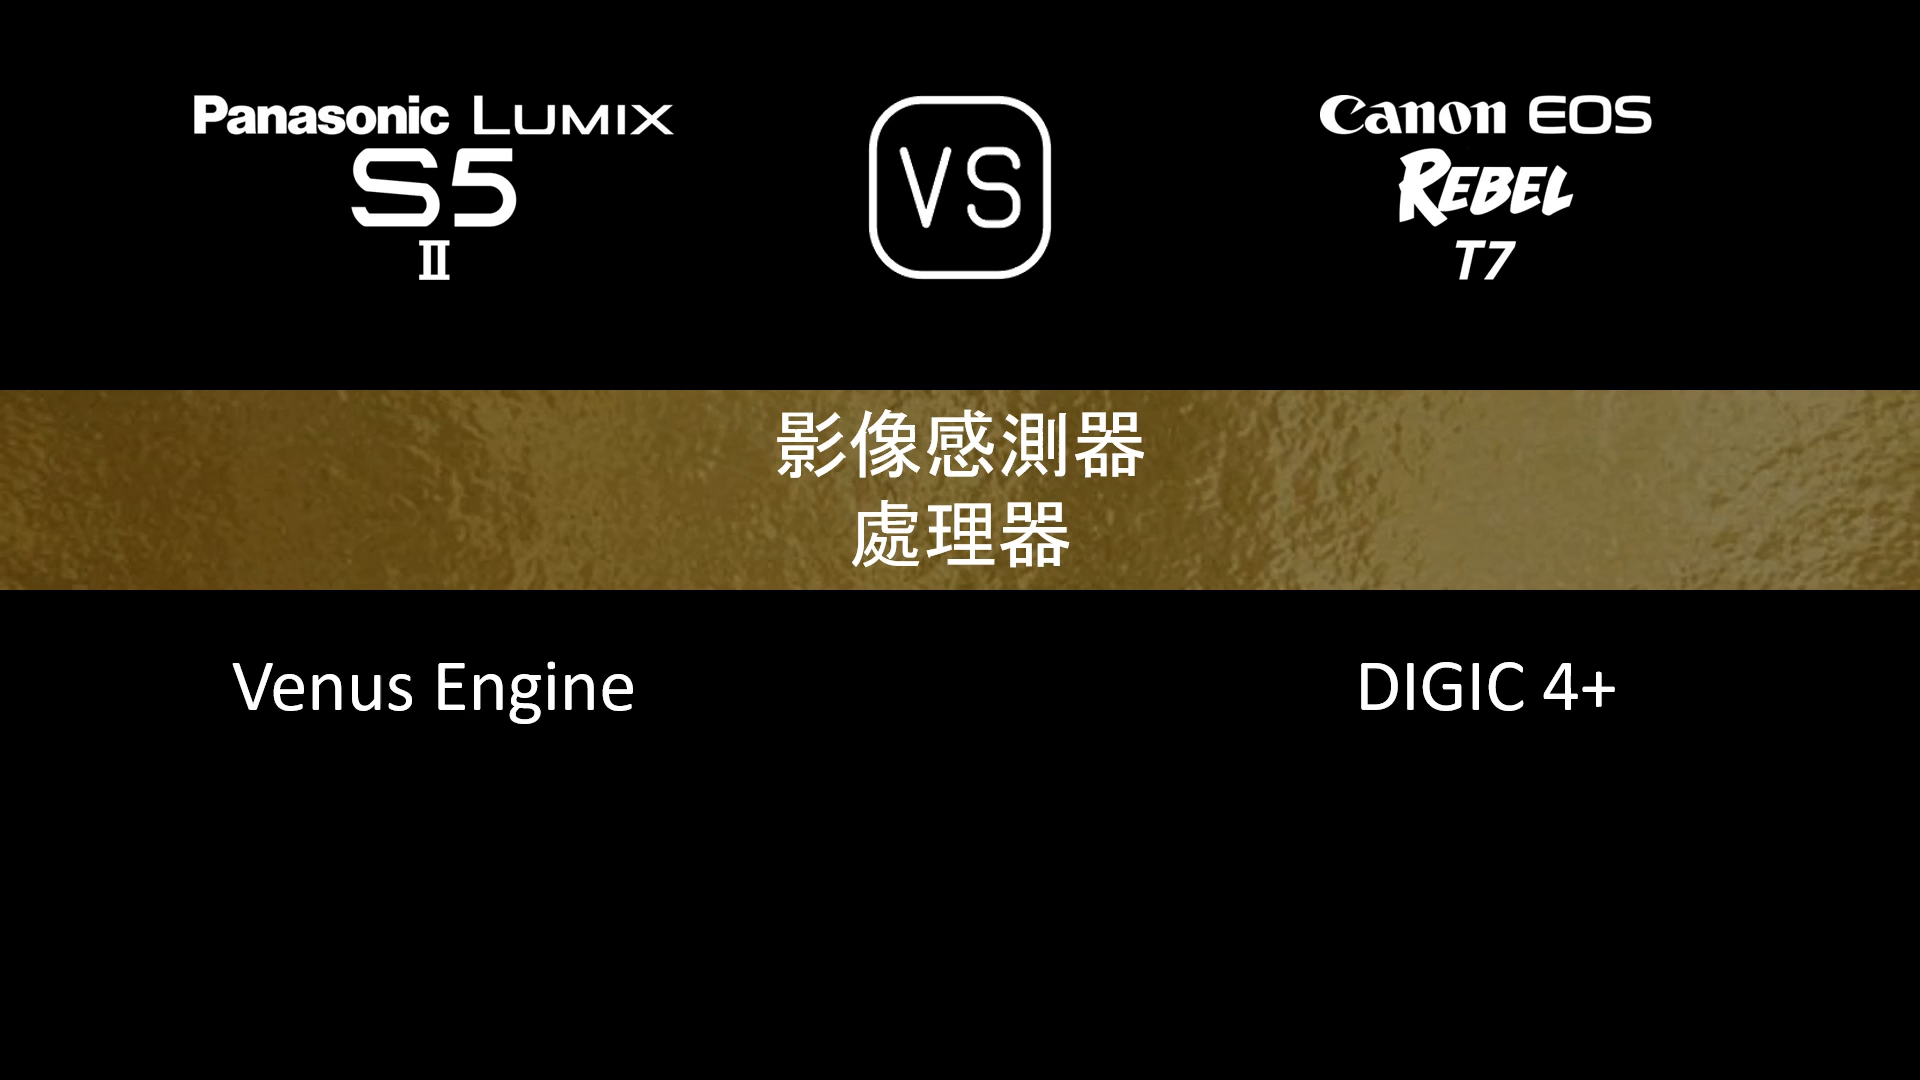 Panasonic LUMIX
S5
II
VS
Canon EOS
REBEL
T7
影像感測器
處理器
Venus Engine
DIGIC 4+